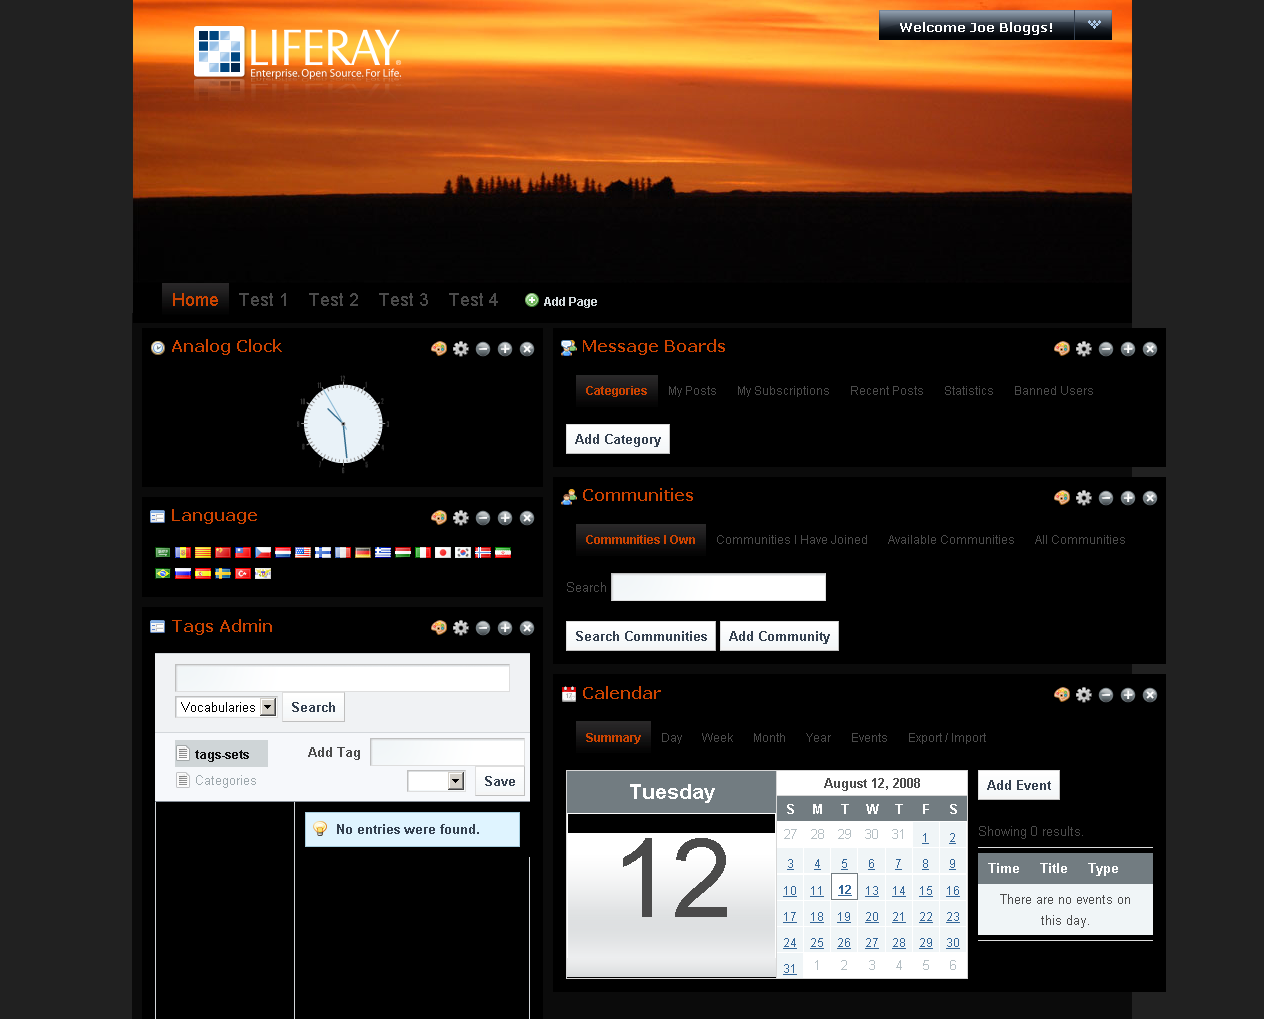 LIFERAY.
Enterprise. Open Source. For Life.
Welcome Joe Bloggs!
Home Test 1 Test 2 Test 3 Test 4 Add Page
Analog Clock
Language
Tags Admin
Vocabularies Search
tags-sets Add Tag
Categories Save
No entries were found.
Message Boards
Categories My Posts My Subscriptions Recent Posts Statistics Banned Users
Add Category
Communities
Communities I Own Communities I Have Joined Available Communities All Communities
Search
Search Communities Add Community
Calendar
Summary Day Week Month Year Events Export / Import
Tuesday
12
August 12, 2008
S M T W T F S
27 28 29 30 31 1 2
3 4 5 6 7 8 9
10 11 12 13 14 15 16
17 18 19 20 21 22 23
24 25 26 27 28 29 30
31 1 2 3 4 5 6
Add Event
Showing 0 results.
Time Title Type
There are no events on
this day.